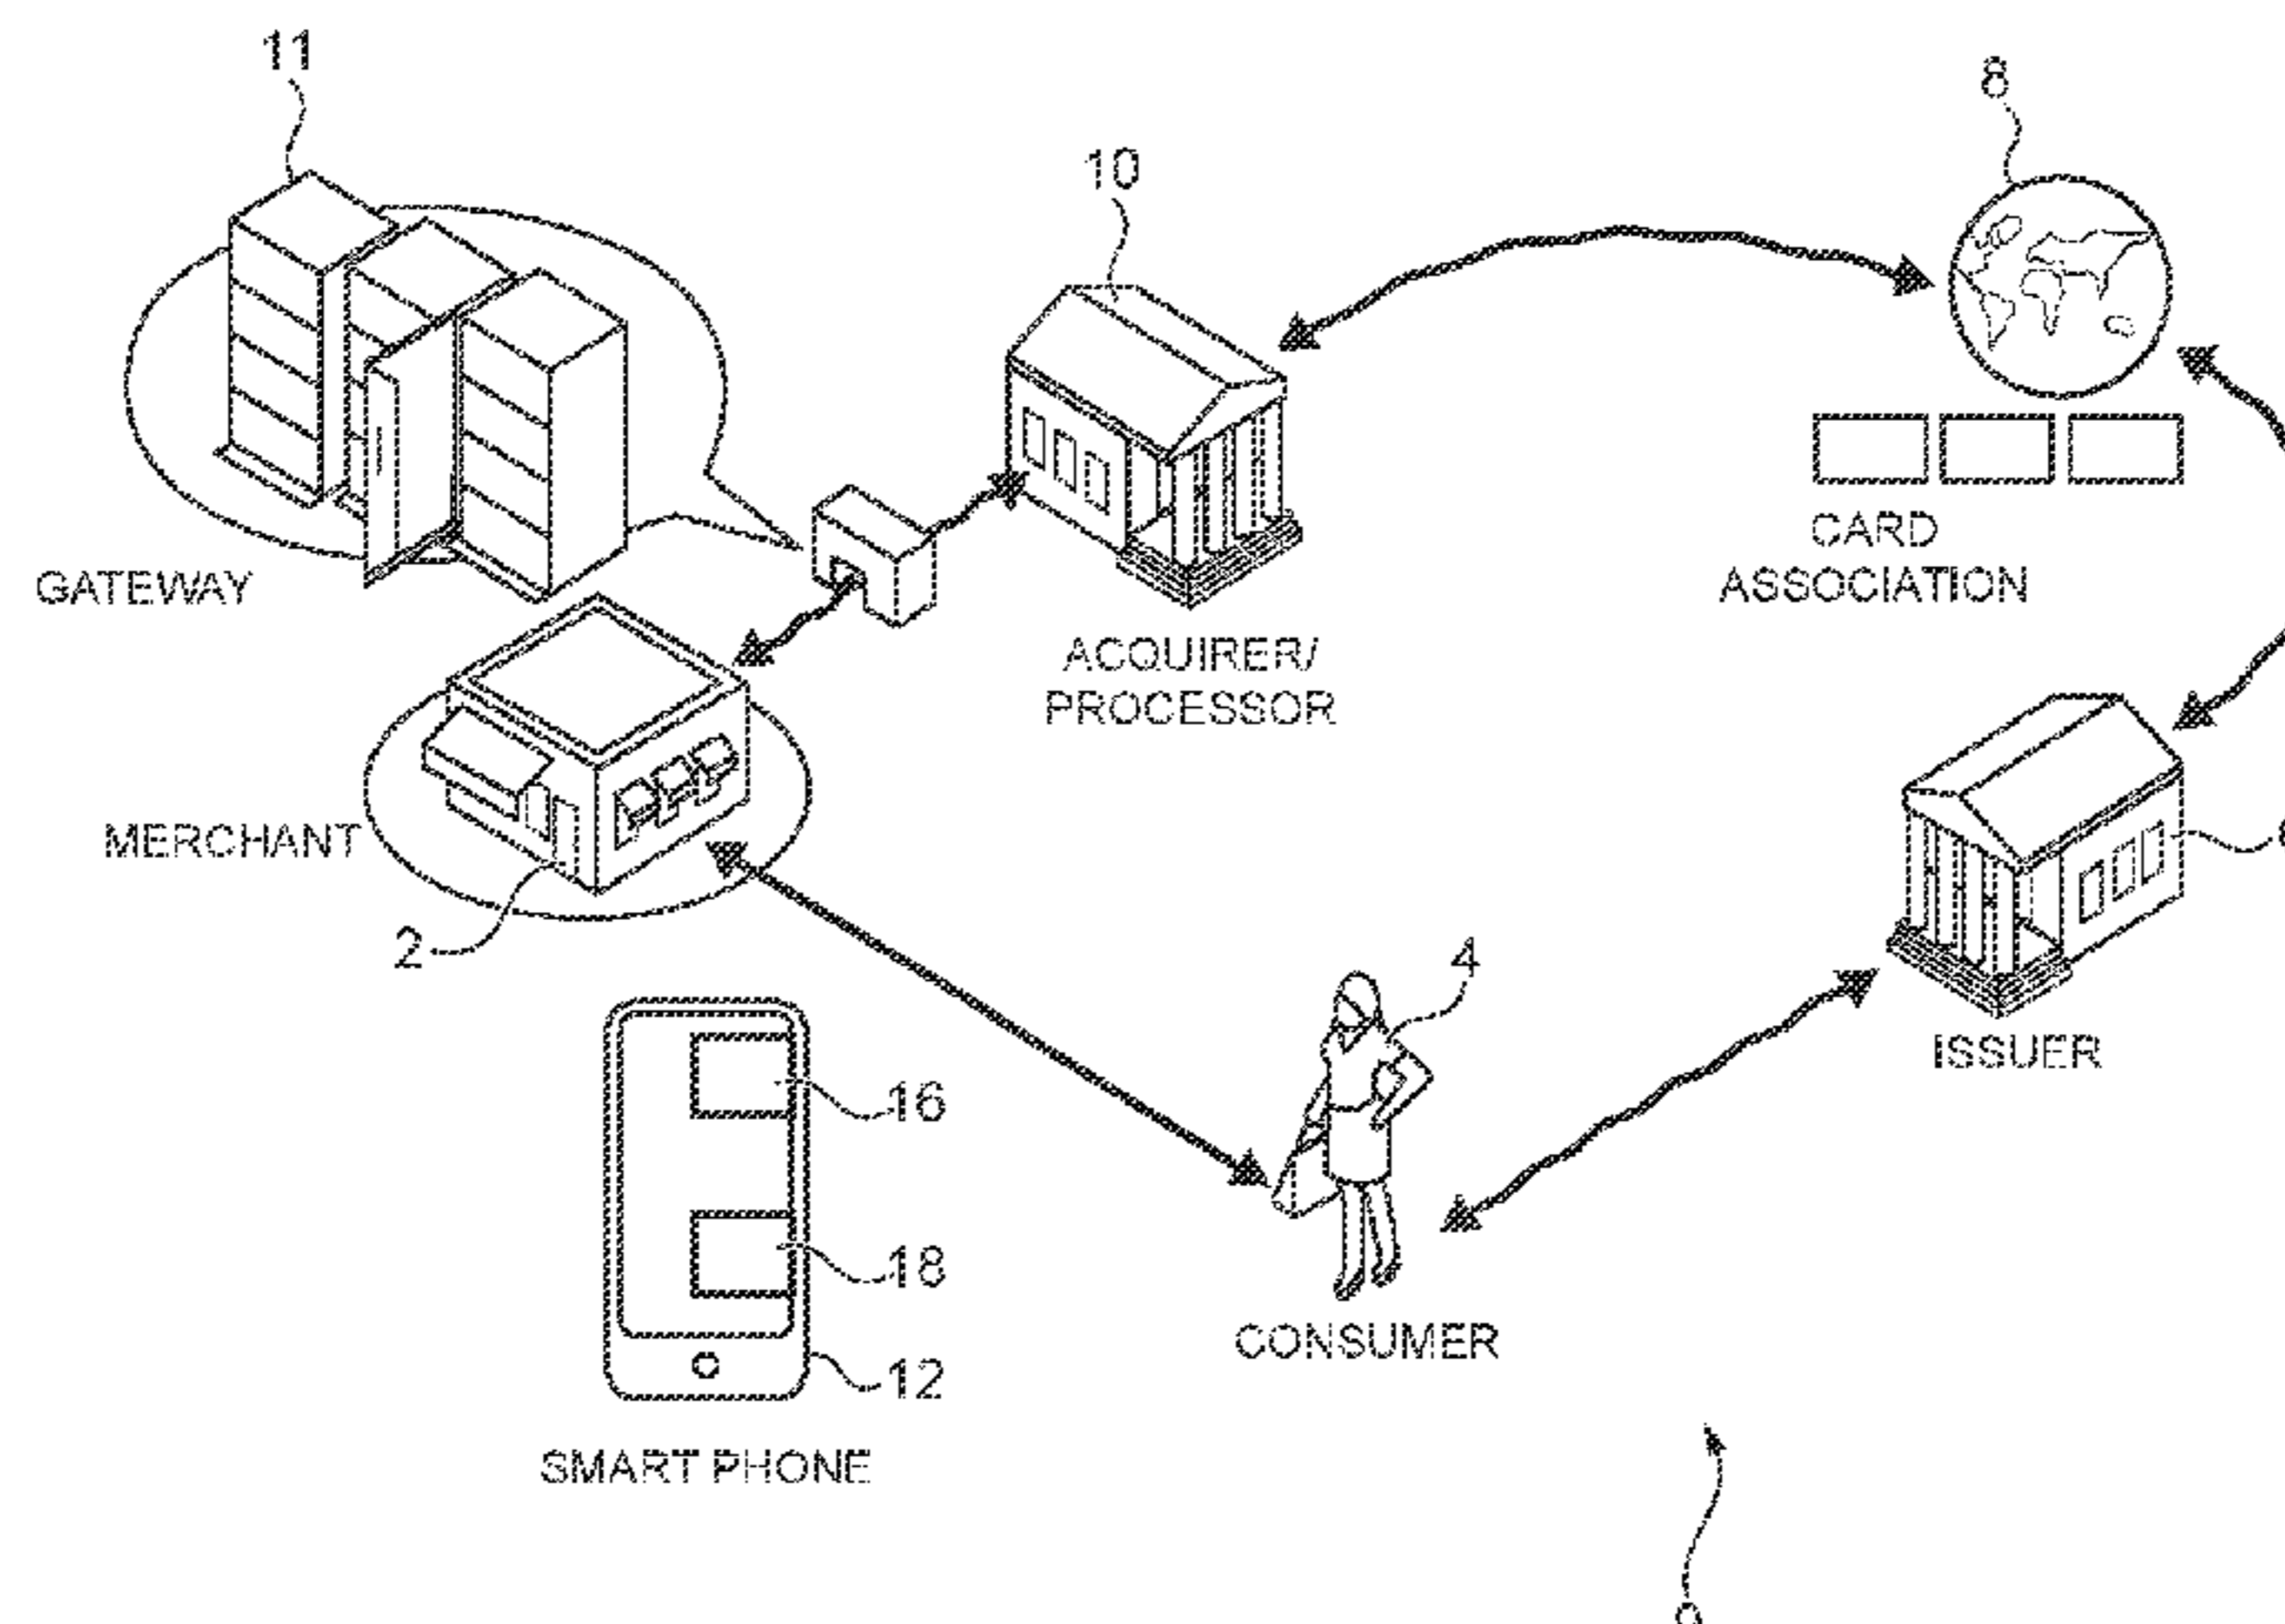 11
8
10
GATEWAY
CARD
ASSOCIATION
ACQUIRER/
PROCESSOR
MERCHANT
2
4
ISSUER
16
18
CONSUMER
12
SMART PHONE